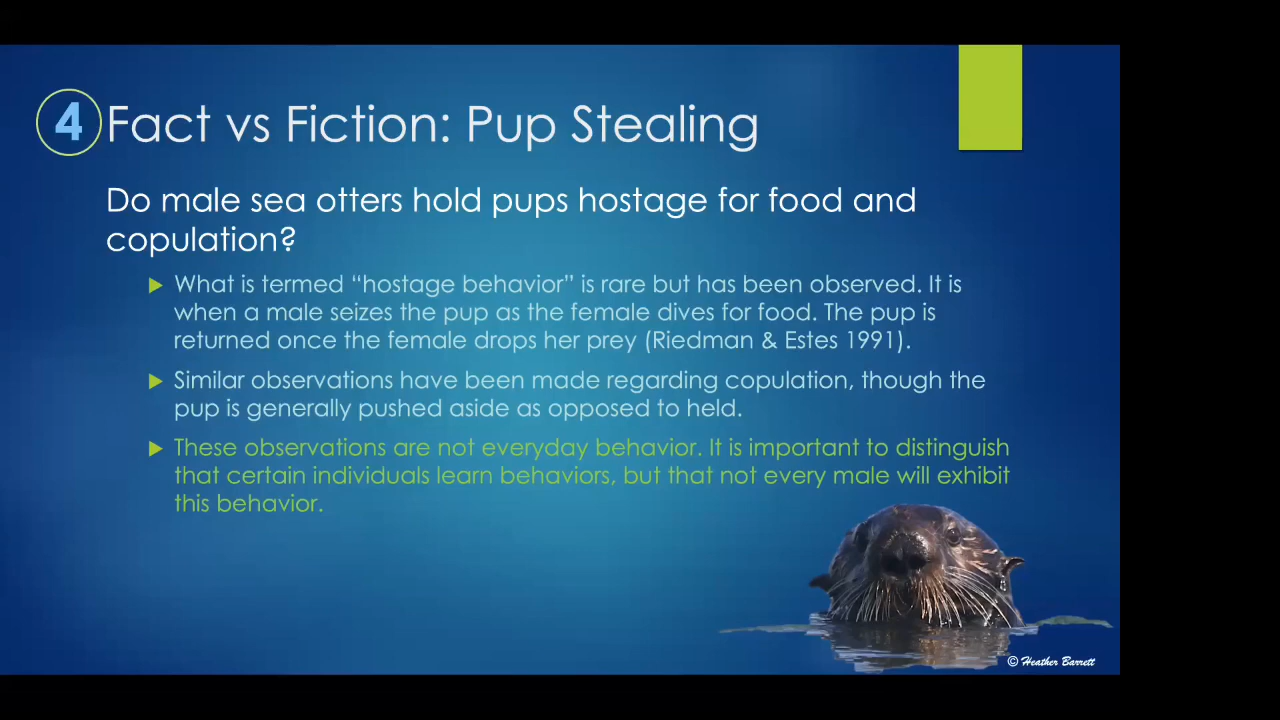 4 Fact vs Fiction: Pup Stealing
Do male sea otters hold pups hostage for food and
copulation?
What is termed “hostage behavior” is rare but has been observed. It is
when a male seizes the pup as the female dives for food. The pup is
returned once the female drops her prey (Riedman & Estes 1991).
Similar observations have been made regarding copulation, though the
pup is generally pushed aside as opposed to held.
These observations are not everyday behavior. It is important to distinguish
that certain individuals learn behaviors, but that not every male will exhibit
this behavior.
© Heather Barrett